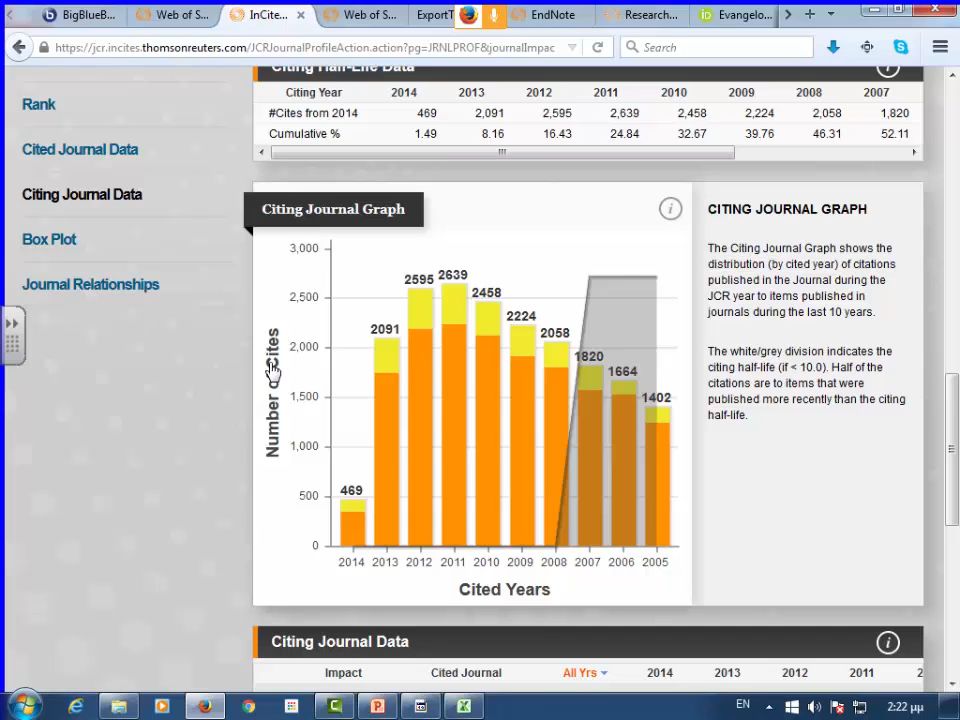 BigBlueB...
Web of S...
InCite...
Web of S...
ExportT
EndNote
Research...
Evangelo...
https://jcr.incites.thomsonreuters.com/JCRJournalProfileAction.action?pg=JRNLPROF&journalImpac
Search
Rank
Cited Journal Data
Citing Journal Data
Box Plot
Journal Relationships
Citing Half-Life Data
Citing Year 2014 2013 2012 2011 2010 2009 2008 2007
#Cites from 2014 469 2,091 2,595 2,639 2,458 2,224 2,058 1,820
Cumulative % 1.49 8.16 16.43 24.84 32.67 39.76 46.31 52.11
Citing Journal Graph
3,000
2,500
2,000
1,500
1,000
500
0
Number of Cites
469
2091
2595
2639
2458
2224
2058
1820
1664
1402
2014 2013 2012 2011 2010 2009 2008 2007 2006 2005
Cited Years
CITING JOURNAL GRAPH
The Citing Journal Graph shows the
distribution (by cited year) of citations
published in the Journal during the
JCR year to items published in
journals during the last 10 years.
The white/grey division indicates the
citing half-life (if < 10.0). Half of the
citations are to items that were
published more recently than the citing
half-life.
Citing Journal Data
Impact Cited Journal All Yrs 2014 2013 2012 2011 2
EN
2:22 μμ